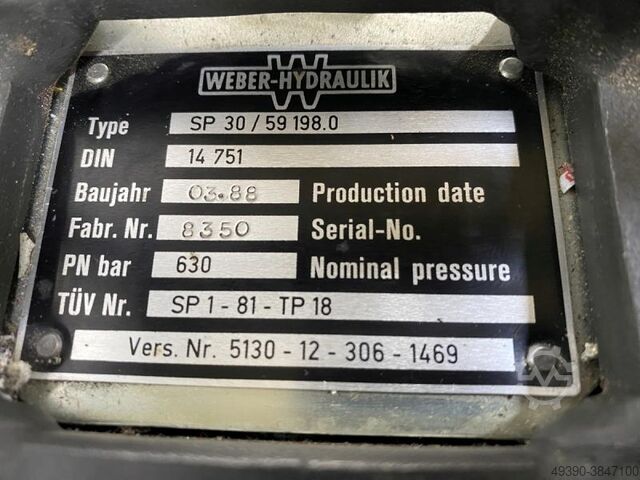 WEBER-HYDRAULIK
Type SP 30 / 59 198.0
DIN 14 751
Baujahr 03.88 Production date
Fabr. Nr. 8350 Serial-No.
PN bar 630 Nominal pressure
TÜV Nr. SP 1 - 81 - TP 18
Vers. Nr. 5130 - 12 - 306 - 1469
49390-3847100